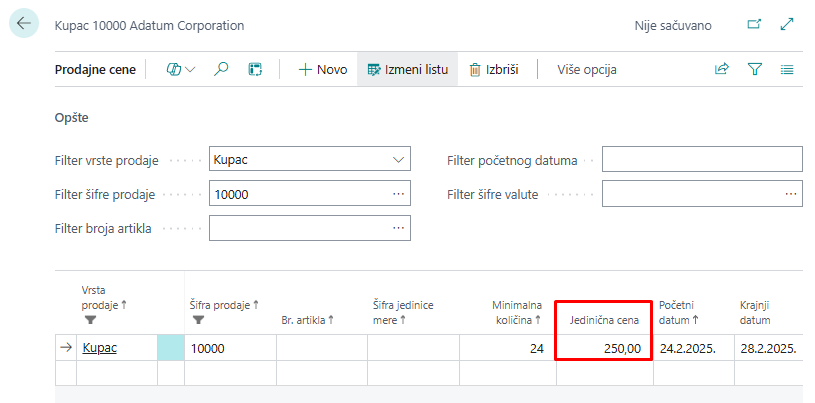 Kupac 10000 Adatum Corporation
Nije sačuvano
Prodajne cene
Novo
Izmeni listu
Izbriši
Više opcija
Opšte
Filter vrste prodaje
Kupac
Filter početnog datuma
Filter šifre prodaje
10000
Filter šifre valute
Filter broja artikla
Vrsta
prodaje ↑
Šifra prodaje ↑
Br. artikla ↑
Šifra jedinice
mere ↑
Minimalna
količina ↑
Jedinična cena
Početni
datum ↑
Krajnji
datum
Kupac
10000
24
250,00
24.2.2025.
28.2.2025.